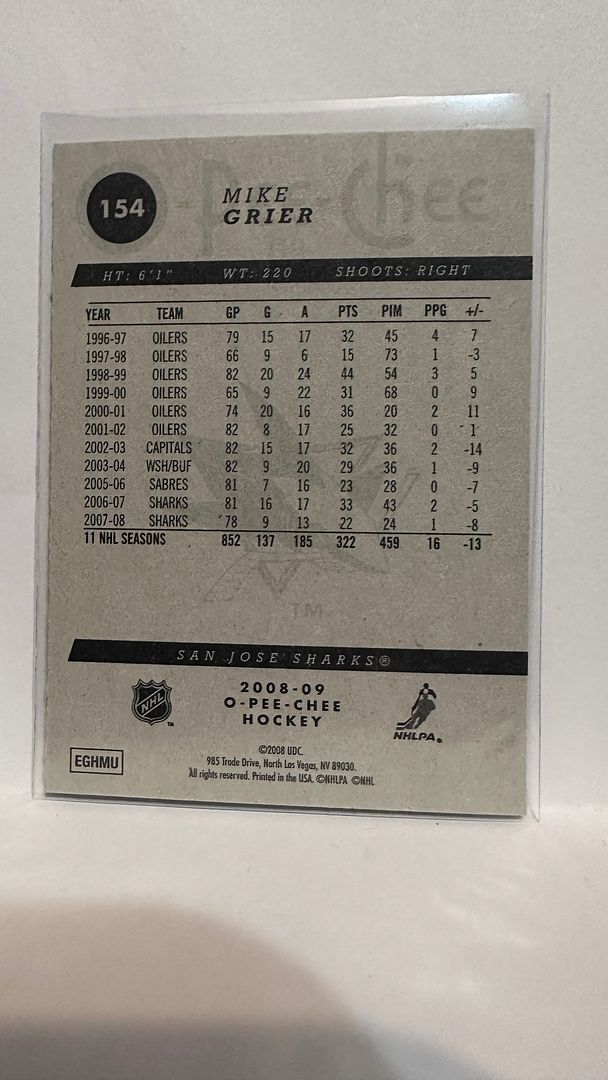 O-Pee-Chee
154
MIKE
GRIER
HT: 6'1" WT: 220 SHOOTS: RIGHT
YEAR TEAM GP G A PTS PIM PPG +/-
1996-97 OILERS 79 15 17 32 45 4 7
1997-98 OILERS 66 9 6 15 73 1 -3
1998-99 OILERS 82 20 24 44 54 3 5
1999-00 OILERS 65 9 22 31 68 0 9
2000-01 OILERS 74 20 16 36 20 2 11
2001-02 OILERS 82 8 17 25 32 0 1
2002-03 CAPITALS 82 15 17 32 36 2 -14
2003-04 WSH/BUF 82 9 20 29 36 1 -9
2005-06 SABRES 81 7 16 23 28 0 -7
2006-07 SHARKS 81 16 17 33 43 2 -5
2007-08 SHARKS 78 9 13 22 24 1 -8
11 NHL SEASONS 852 137 185 322 459 16 -13
TM
SAN JOSE SHARKS®
NHL TM
2008-09
O-PEE-CHEE
HOCKEY
NHLPA®
©2008 UDC.
985 Trade Drive, North Las Vegas, NV 89030.
All rights reserved. Printed in the USA. ©NHLPA ©NHL
EGHMU